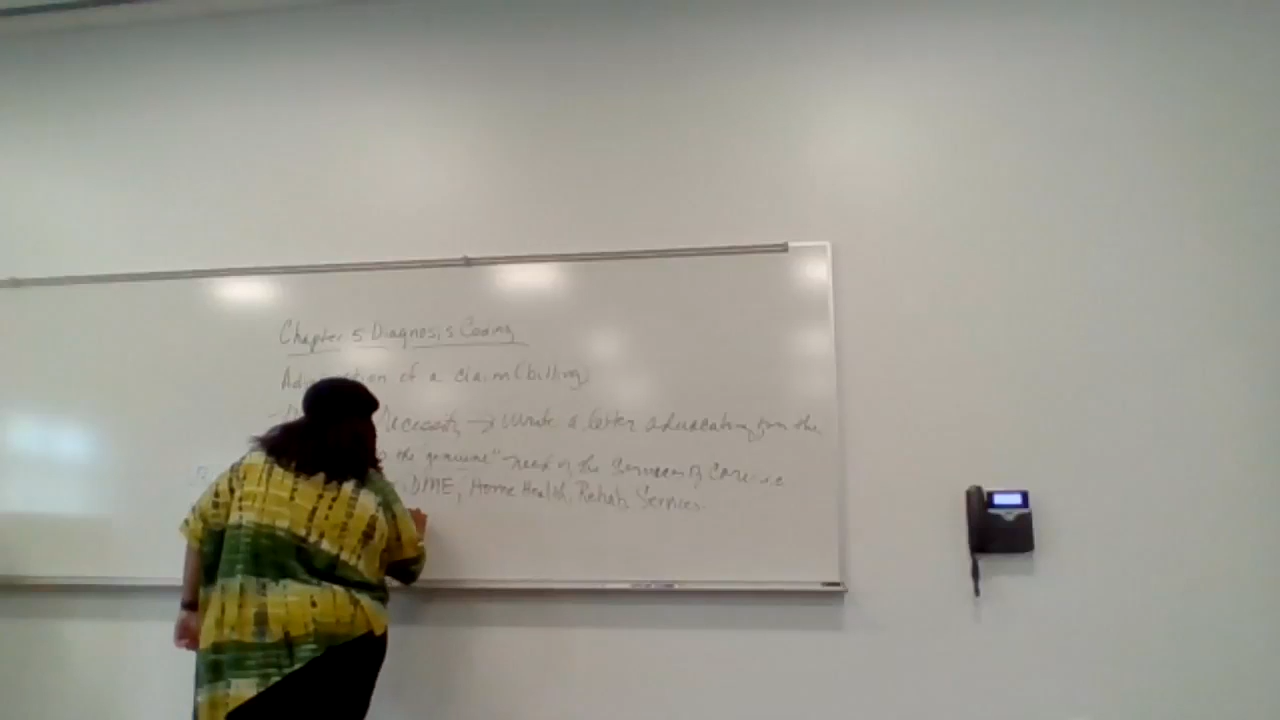 Chapter 5 Diagnosis Coding
of a claim (billing)
Necessity → Write a letter advocating for the
the genuine" need of the Services of Care i.e
DME, Home Health, Rehab Services.